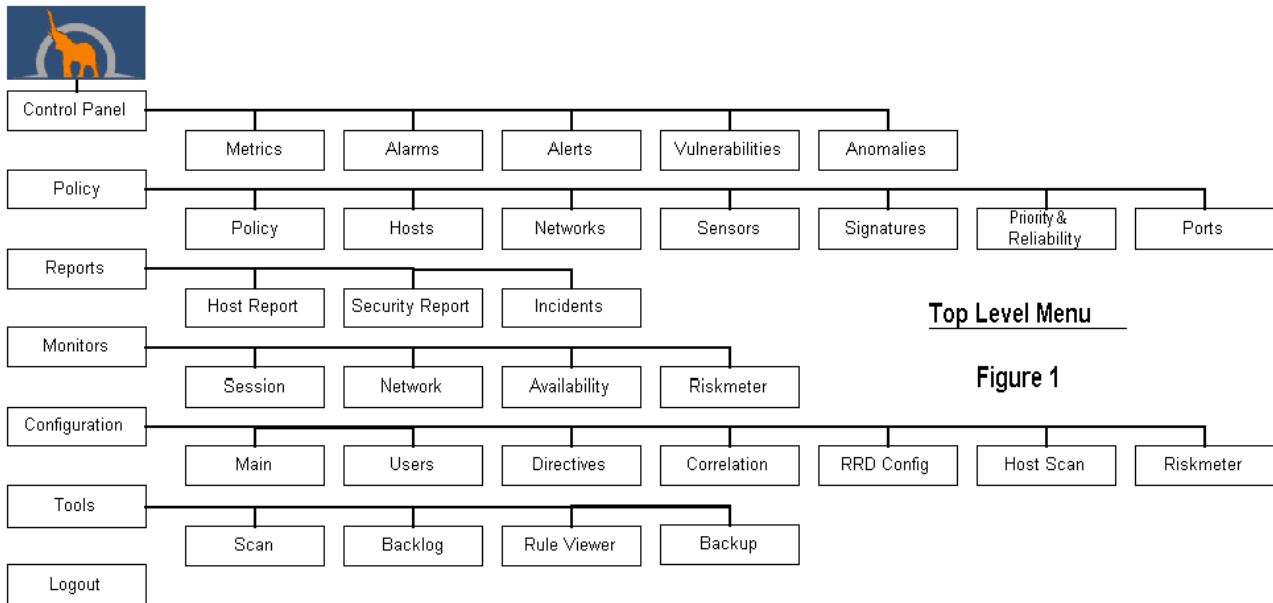 Control Panel
Metrics
Alarms
Alerts
Vulnerabilities
Anomalies
Policy
Policy
Hosts
Networks
Sensors
Signatures
Priority &
Reliability
Ports
Reports
Host Report
Security Report
Incidents
Top Level Menu
Figure 1
Monitors
Session
Network
Availability
Riskmeter
Configuration
Main
Users
Directives
Correlation
RRD Config
Host Scan
Riskmeter
Tools
Scan
Backlog
Rule Viewer
Backup
Logout